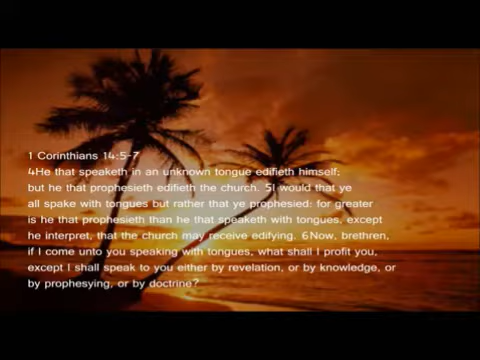 1 Corinthians 14:5-7
4He that speaketh in an unknown tongue edifieth himself;
but he that prophesieth edifieth the church. 5I would that ye
all spake with tongues but rather that ye prophesied: for greater
is he that prophesieth than he that speaketh with tongues, except
he interpret, that the church may receive edifying. 6Now, brethren,
if I come unto you speaking with tongues, what shall I profit you,
except I shall speak to you either by revelation, or by knowledge, or
by prophesying, or by doctrine?